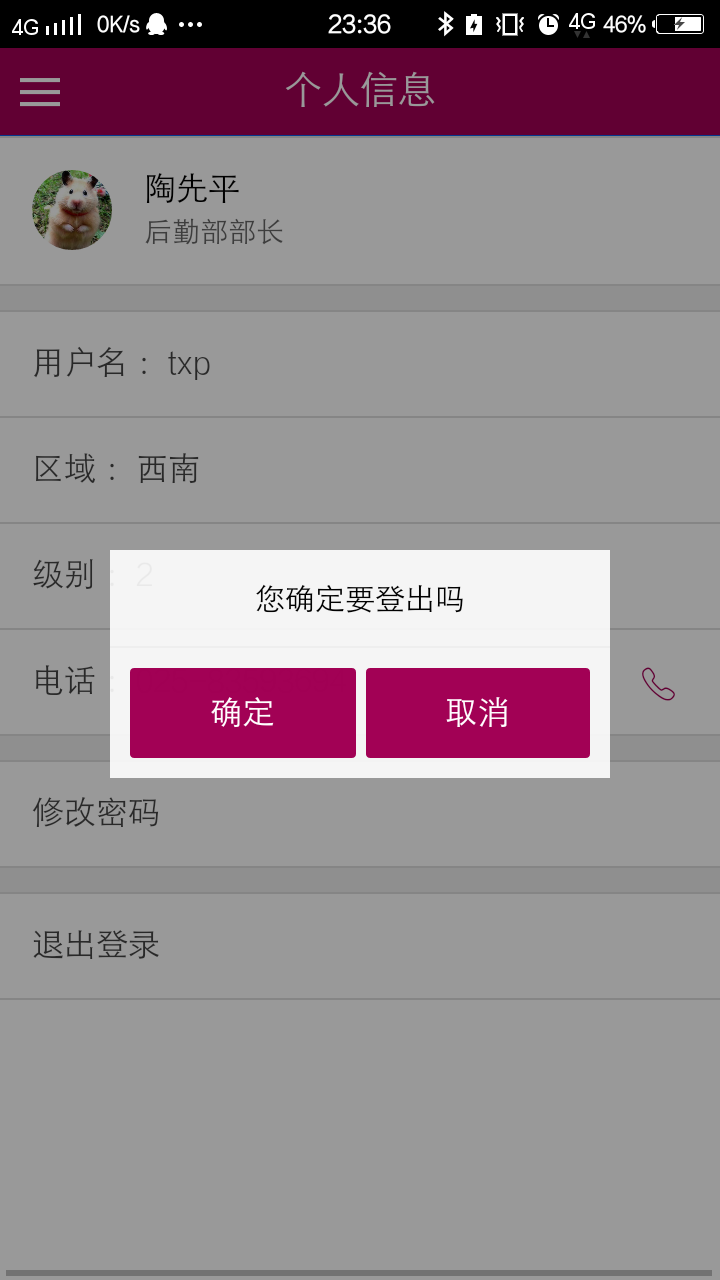 4G 0K/s 23:36 4G 46%
个人信息
陶先平
后勤部部长
用户名： txp
区域： 西南
级别： 2
电话：
您确定要登出吗
确定 取消
修改密码
退出登录